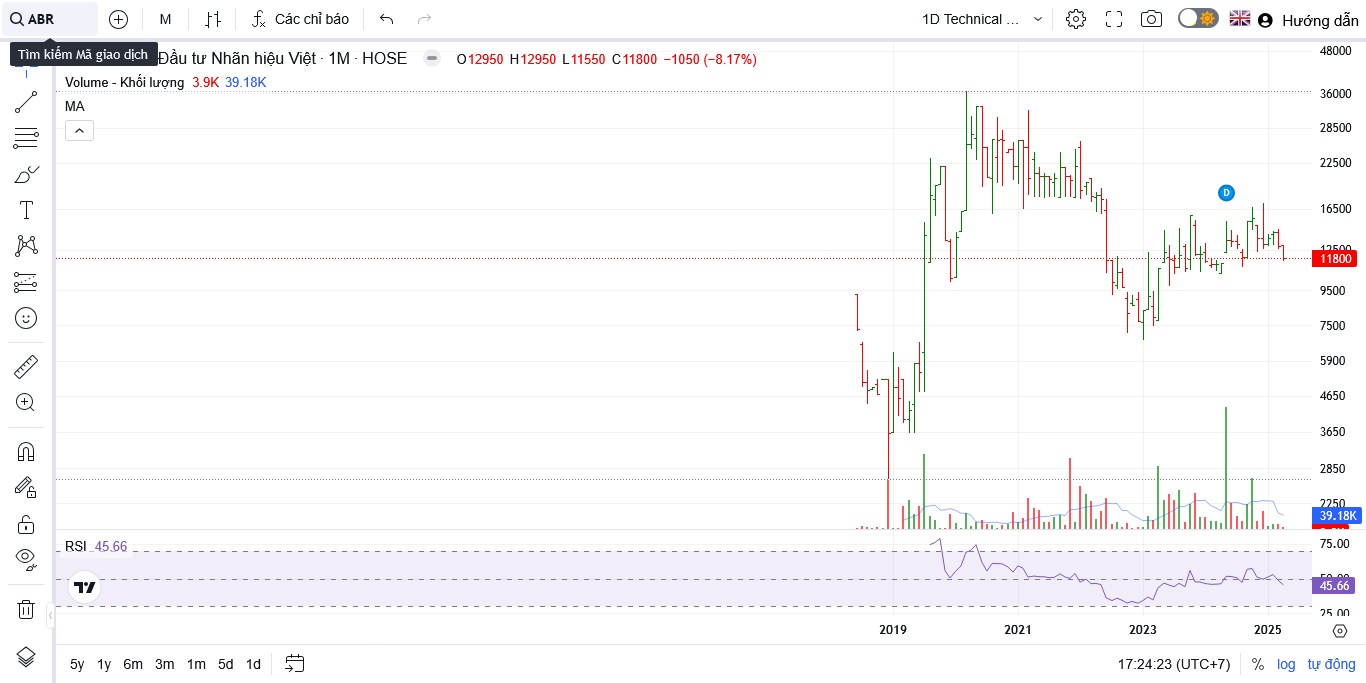 ABR
M
Các chỉ báo
1D Technical ...
Hướng dẫn
Tìm kiếm Mã giao dịch
Đầu tư Nhãn hiệu Việt · 1M · HOSE
O12950 H12950 L11550 C11800 −1050 (−8.17%)
Volume - Khối lượng 3.9K 39.18K
MA
48000
36000
28500
22500
D
16500
12500
11800
9500
7500
5900
4650
3650
2850
2250
39.18K
RSI 45.66
75.00
50.00
45.66
25.00
2019
2021
2023
2025
5y 1y 6m 3m 1m 5d 1d
17:24:23 (UTC+7)
%
log
tự động